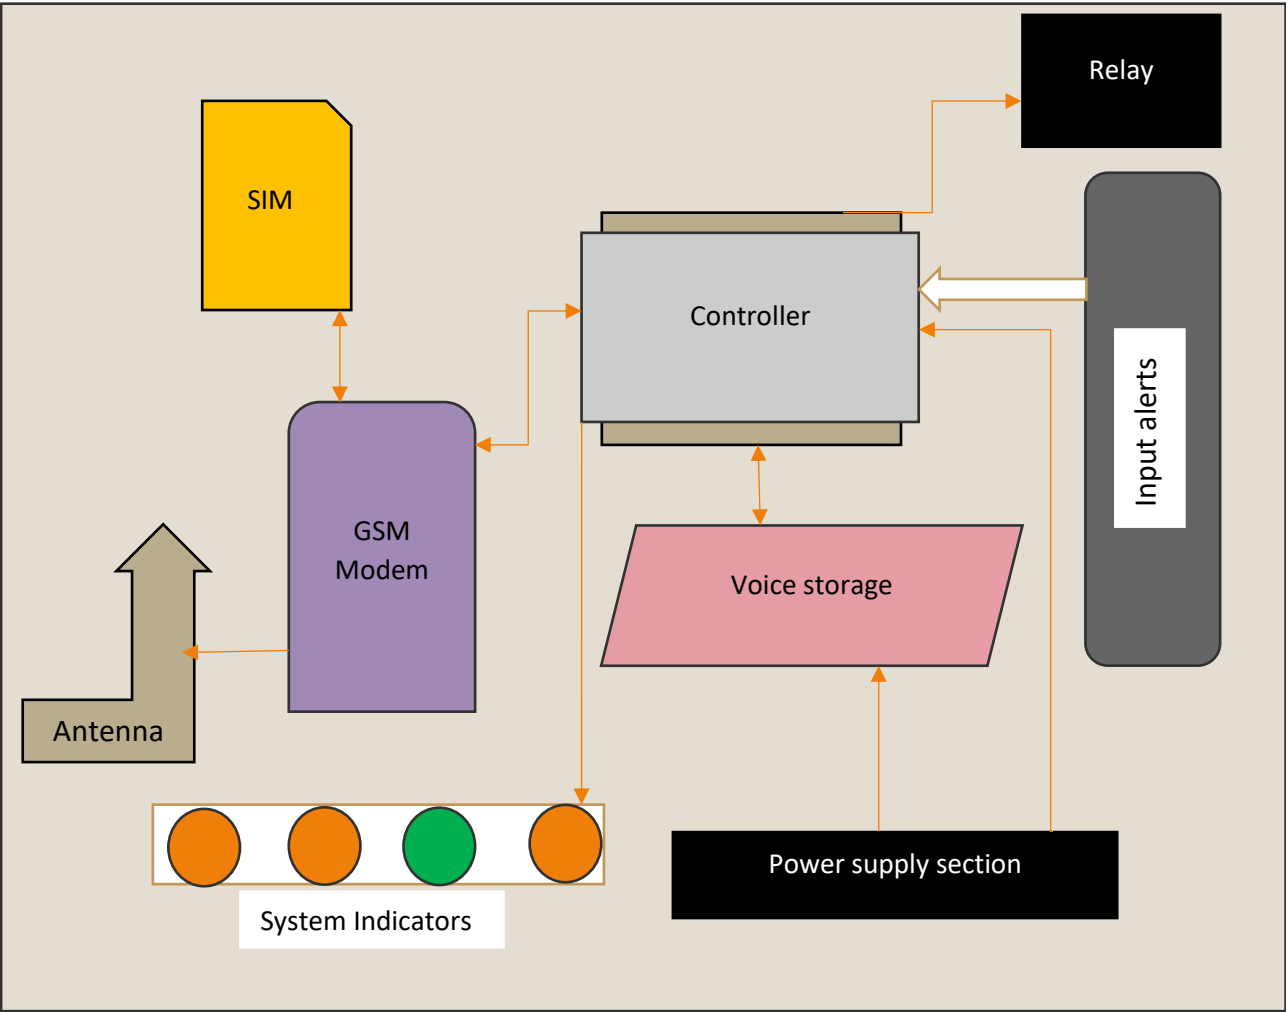 Relay
SIM
Controller
Input alerts
GSM
Modem
Voice storage
Antenna
Power supply section
System Indicators